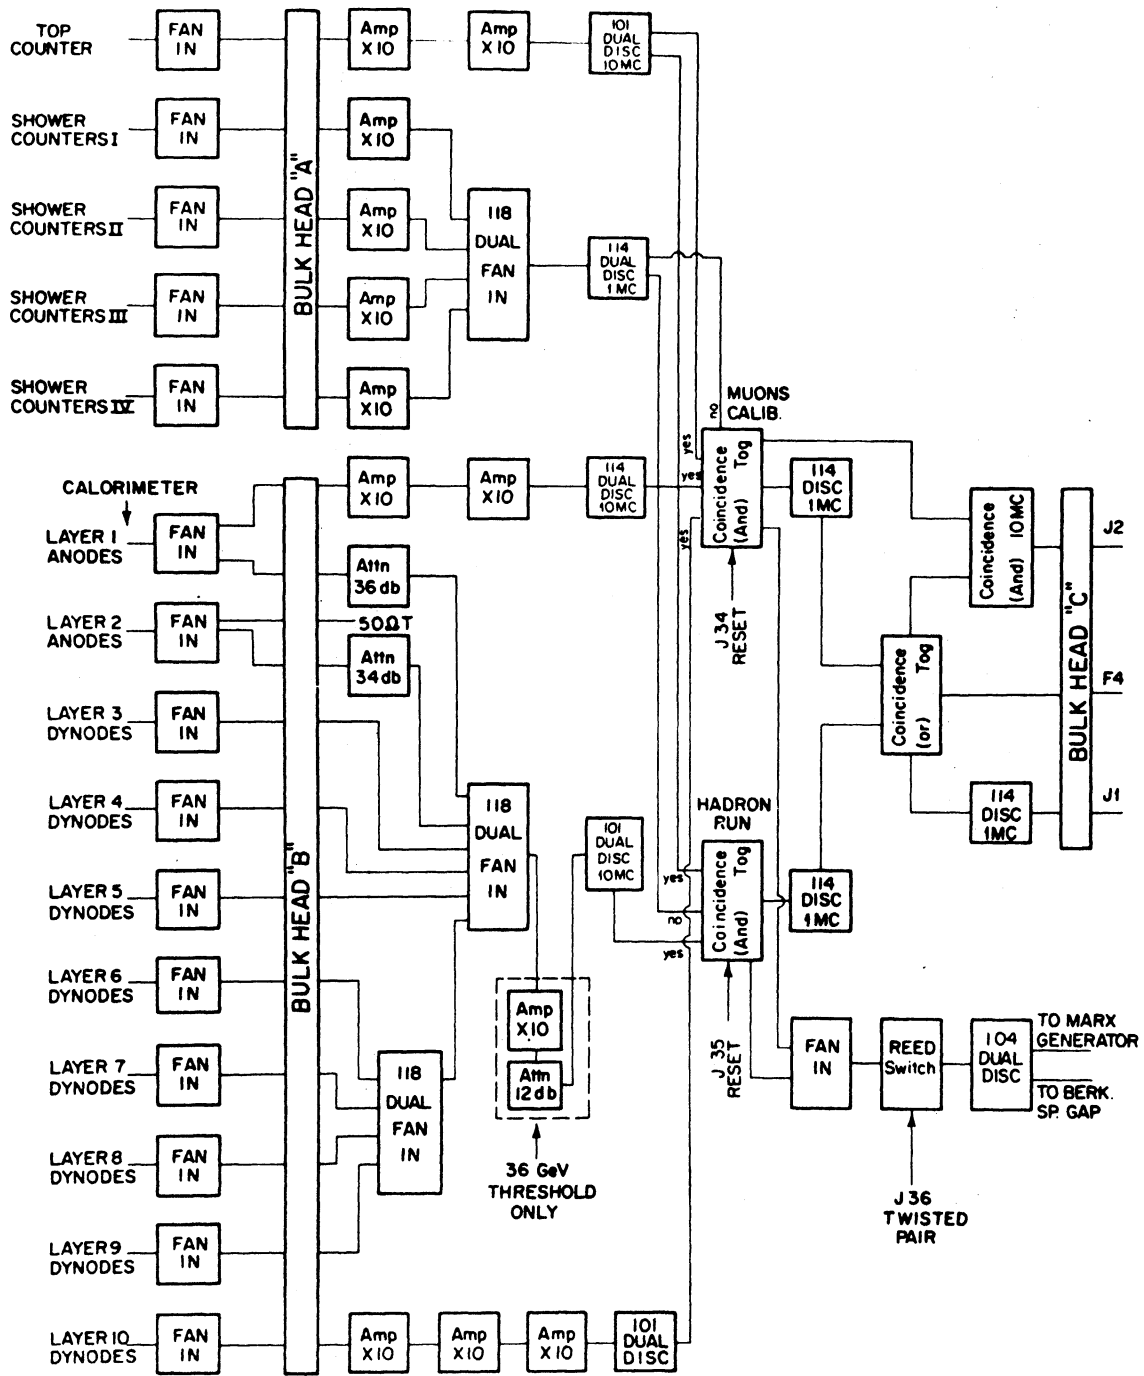 TOP
COUNTER
FAN
IN
Amp
X10
Amp
X10
101
DUAL
DISC
10MC
SHOWER
COUNTERS I
FAN
IN
Amp
X10
SHOWER
COUNTERS II
FAN
IN
Amp
X10
SHOWER
COUNTERS III
FAN
IN
Amp
X10
SHOWER
COUNTERS IV
FAN
IN
Amp
X10
BULK HEAD "A"
118
DUAL
FAN
IN
114
DUAL
DISC
1MC
CALORIMETER
LAYER 1
ANODES
FAN
IN
Amp
X10
Amp
X10
114
DUAL
DISC
10MC
Attn
36db
LAYER 2
ANODES
FAN
IN
50ΩT
Attn
34db
LAYER 3
DYNODES
FAN
IN
LAYER 4
DYNODES
FAN
IN
LAYER 5
DYNODES
FAN
IN
LAYER 6
DYNODES
FAN
IN
LAYER 7
DYNODES
FAN
IN
LAYER 8
DYNODES
FAN
IN
LAYER 9
DYNODES
FAN
IN
LAYER 10
DYNODES
FAN
IN
BULK HEAD "B"
Amp
X10
Amp
X10
Amp
X10
101
DUAL
DISC
118
DUAL
FAN
IN
118
DUAL
FAN
IN
Amp
X10
Attn
12db
36 GeV
THRESHOLD
ONLY
101
DUAL
DISC
10MC
MUONS
CALIB.
no
yes
yes
yes
Coincidence Tog
(And)
J34
RESET
114
DISC
1MC
HADRON
RUN
yes
no
yes
Coincidence Tog
(And)
J35
RESET
114
DISC
1MC
Coincidence
(And) 10MC
Coincidence Tog
(or)
114
DISC
1MC
BULK HEAD "C"
J2
F4
J1
FAN
IN
REED
Switch
104
DUAL
DISC
TO MARX
GENERATOR
TO BERK.
SP. GAP
J36
TWISTED
PAIR